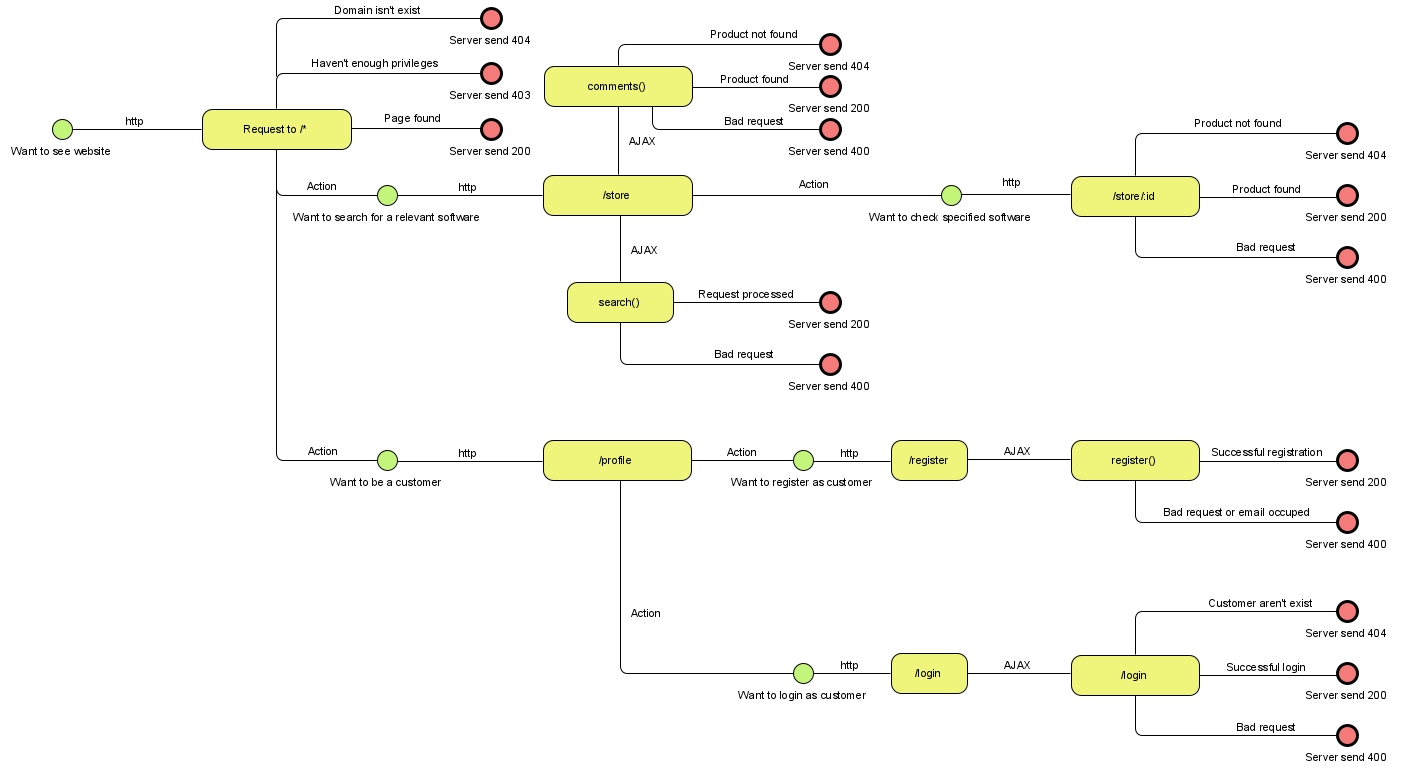 Domain isn't exist
Server send 404
Haven't enough privileges
Server send 403
http
Want to see website
Request to /*
Page found
Server send 200
Product not found
Server send 404
comments()
Product found
Server send 200
Bad request
Server send 400
AJAX
Action
http
Want to search for a relevant software
/store
Action
http
Want to check specified software
/store/:id
Product not found
Server send 404
Product found
Server send 200
Bad request
Server send 400
AJAX
search()
Request processed
Server send 200
Bad request
Server send 400
Action
http
Want to be a customer
/profile
Action
http
Want to register as customer
/register
AJAX
register()
Successful registration
Server send 200
Bad request or email occuped
Server send 400
Action
http
Want to login as customer
/login
AJAX
/login
Customer aren't exist
Server send 404
Successful login
Server send 200
Bad request
Server send 400